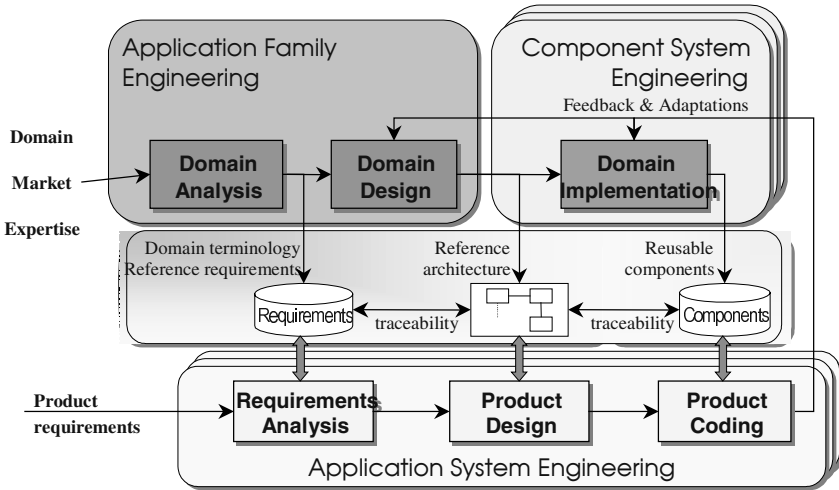 Application Family
Engineering
Component System
Engineering
Feedback & Adaptations
Domain
Market
Expertise
Domain
Analysis
Domain
Design
Domain
Implementation
Domain terminology
Reference requirements
Reference
architecture
Reusable
components
Requirements
traceability
traceability
Components
Product
requirements
Requirements
Analysis
Product
Design
Product
Coding
Application System Engineering